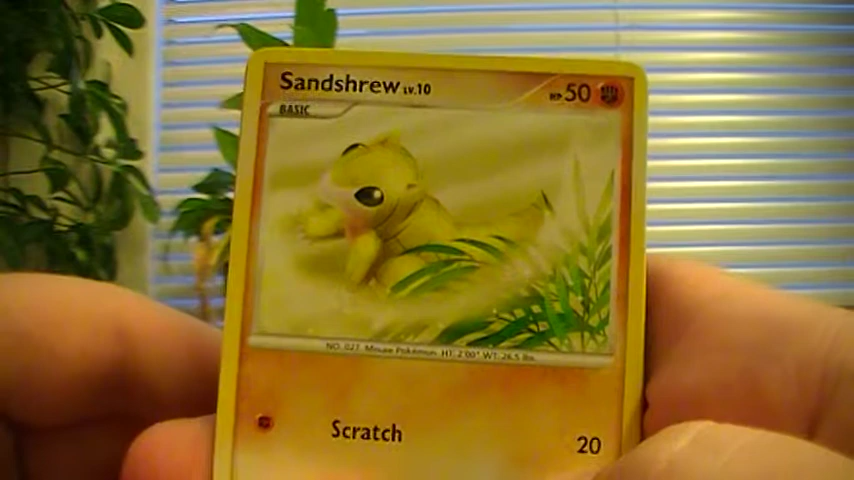 Sandshrew LV.10 HP 50
BASIC
NO. 027 Mouse Pokémon HT: 2'00" WT: 26.5 lbs.
Scratch 20